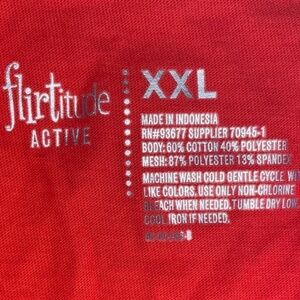 flirtitude
ACTIVE
XXL
MADE IN INDONESIA
RN#93677 SUPPLIER 70945-1
BODY: 60% COTTON 40% POLYESTER
MESH: 87% POLYESTER 13% SPANDEX
MACHINE WASH COLD GENTLE CYCLE WIT
LIKE COLORS. USE ONLY NON-CHLORINE
BLEACH WHEN NEEDED. TUMBLE DRY LOW.
COOL IRON IF NEEDED.